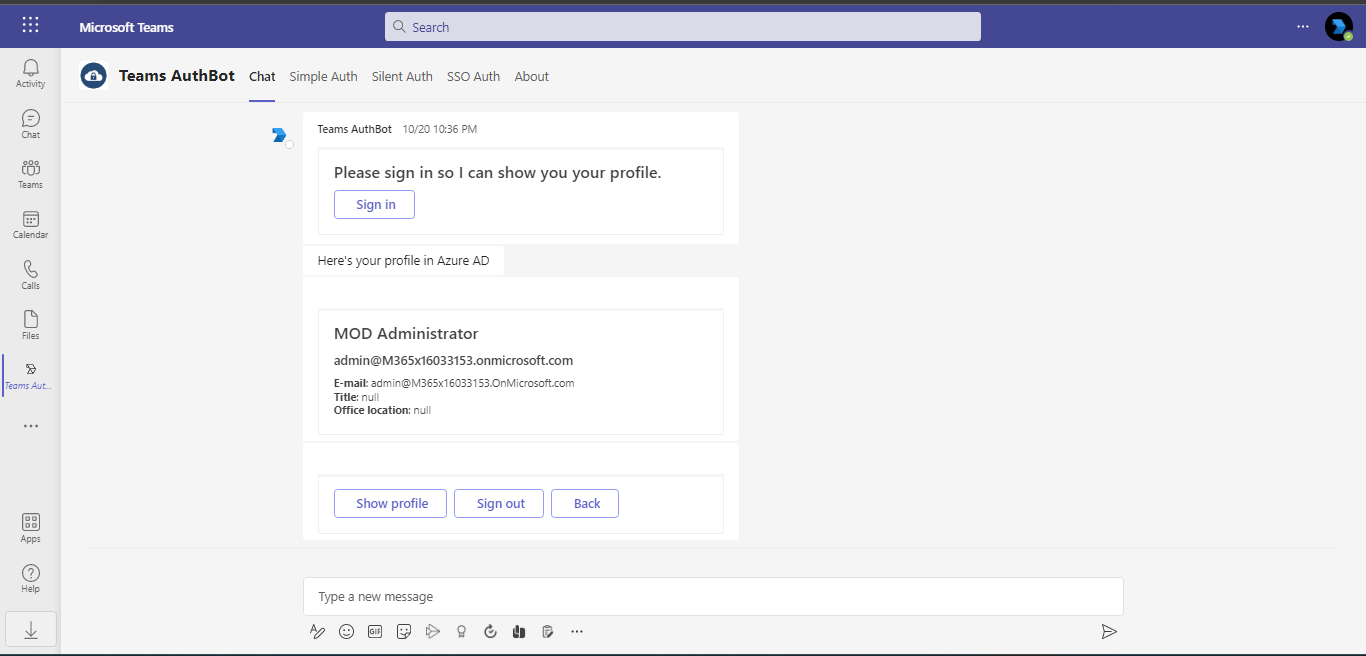 Microsoft Teams
Search
Activity
Chat
Teams
Calendar
Calls
Files
Teams Aut...
Apps
Help
Teams AuthBot Chat Simple Auth Silent Auth SSO Auth About
Teams AuthBot 10/20 10:36 PM
Please sign in so I can show you your profile.
Sign in
Here's your profile in Azure AD
MOD Administrator
admin@M365x16033153.onmicrosoft.com
E-mail: admin@M365x16033153.OnMicrosoft.com
Title: null
Office location: null
Show profile Sign out Back
Type a new message
GIF